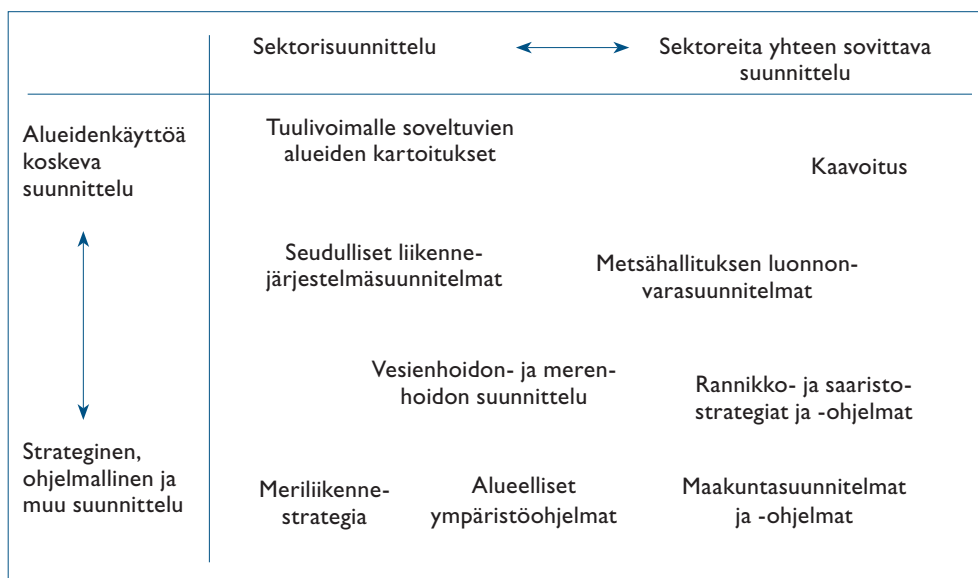 Sektorisuunnittelu
Sektoreita yhteen sovittava
suunnittelu
Alueidenkäyttöä
koskeva
suunnittelu
Tuulivoimalle soveltuvien
alueiden kartoitukset
Kaavoitus
Seudulliset liikenne-
järjestelmäsuunnitelmat
Metsähallituksen luonnon-
varasuunnitelmat
Vesienhoidon- ja meren-
hoidon suunnittelu
Rannikko- ja saaristo-
strategiat ja -ohjelmat
Strateginen,
ohjelmallinen ja
muu suunnittelu
Meriliikenne-
strategia
Alueelliset
ympäristöohjelmat
Maakuntasuunnitelmat
ja -ohjelmat